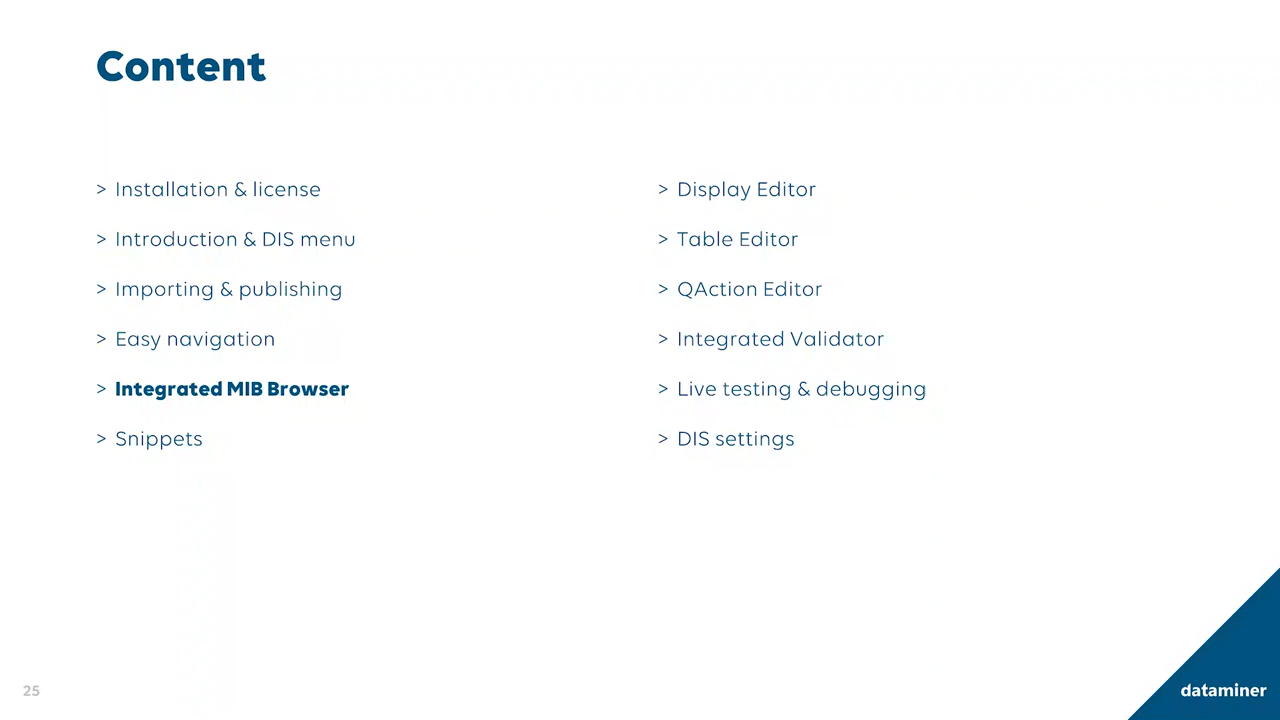 Content
> Installation & license
> Introduction & DIS menu
> Importing & publishing
> Easy navigation
> Integrated MIB Browser
> Snippets
> Display Editor
> Table Editor
> QAction Editor
> Integrated Validator
> Live testing & debugging
> DIS settings
25
dataminer